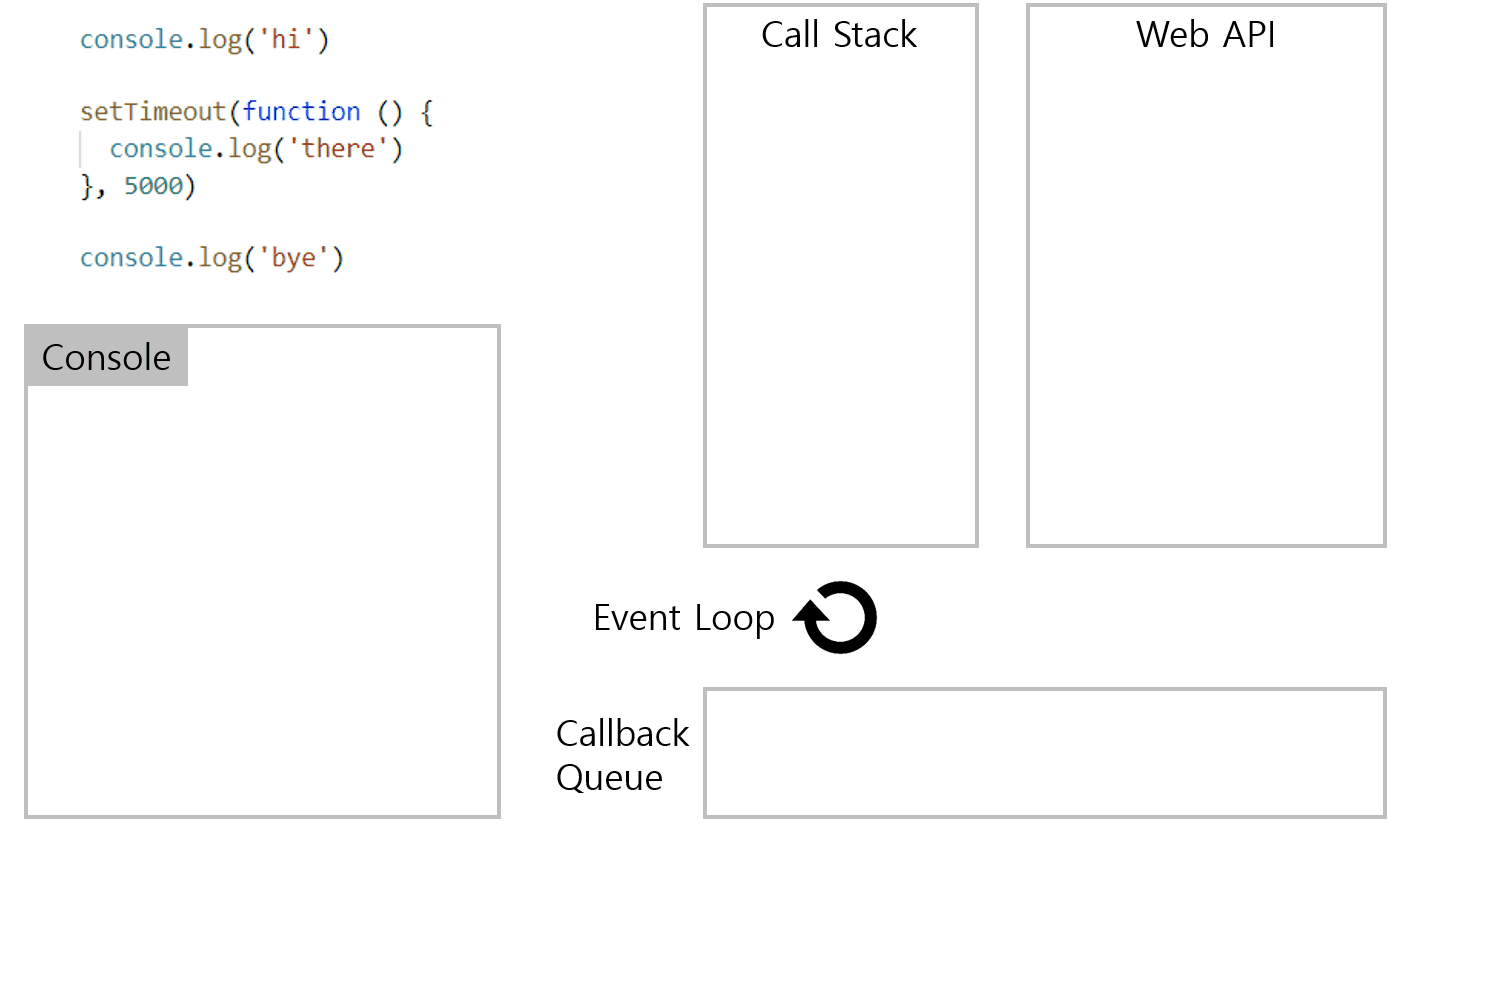 console.log('hi')
setTimeout(function () {
  console.log('there')
}, 5000)
console.log('bye')
Call Stack
Web API
Console
Event Loop
Callback
Queue